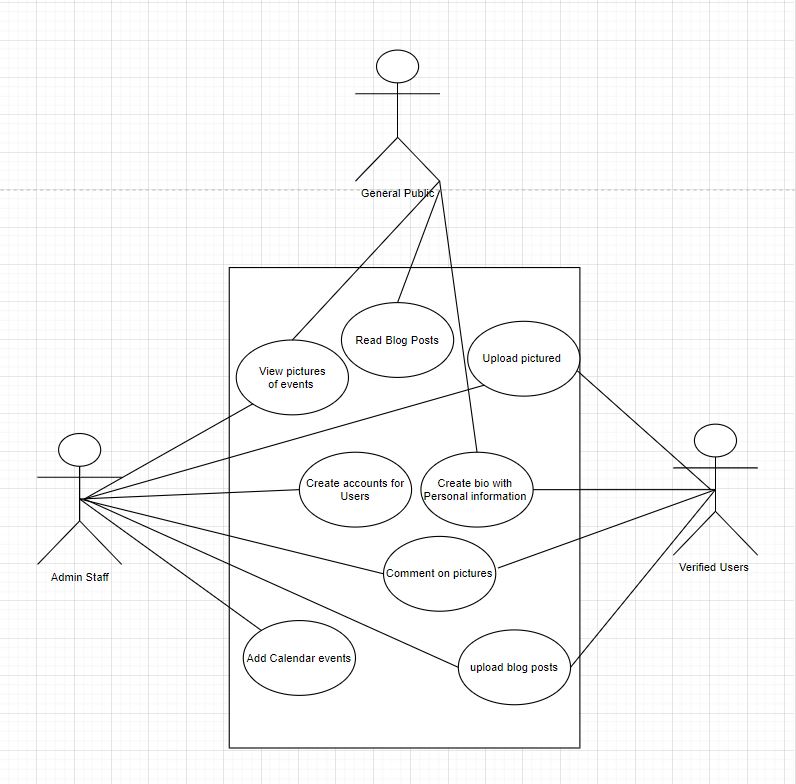 General Public
Read Blog Posts
Upload pictured
View pictures
of events
Create accounts for
Users
Create bio with
Personal information
Admin Staff
Verified Users
Comment on pictures
Add Calendar events
upload blog posts